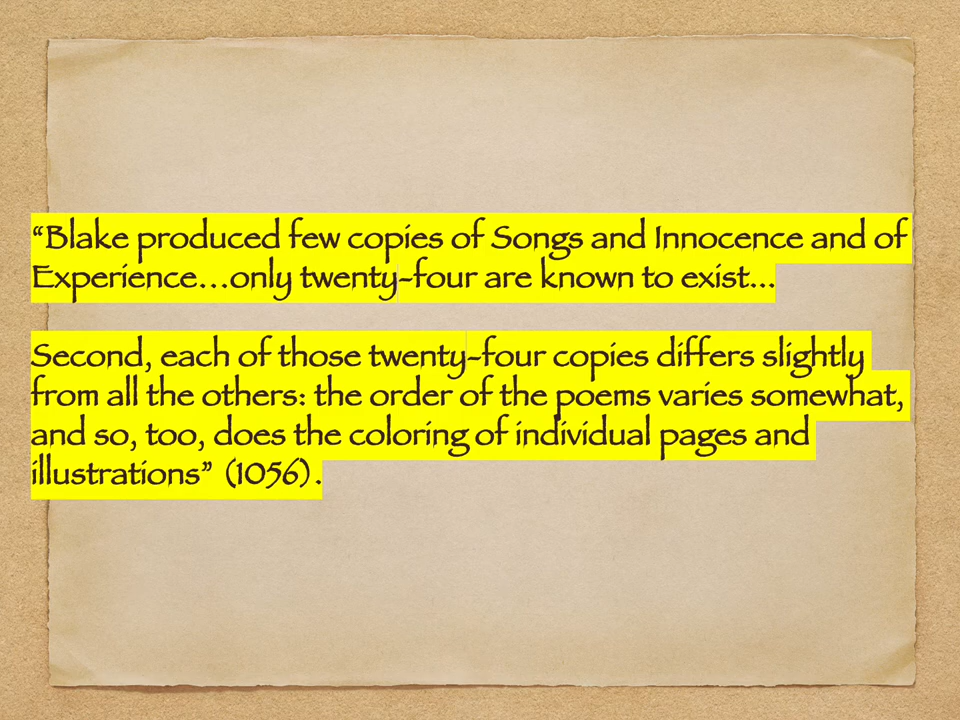 “Blake produced few copies of Songs and Innocence and of
Experience...only twenty-four are known to exist...
Second, each of those twenty-four copies differs slightly
from all the others: the order of the poems varies somewhat,
and so, too, does the coloring of individual pages and
illustrations” (1056).